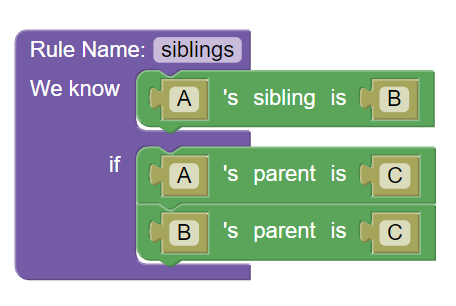 Rule Name: siblings
We know A 's sibling is B
if A 's parent is C
B 's parent is C